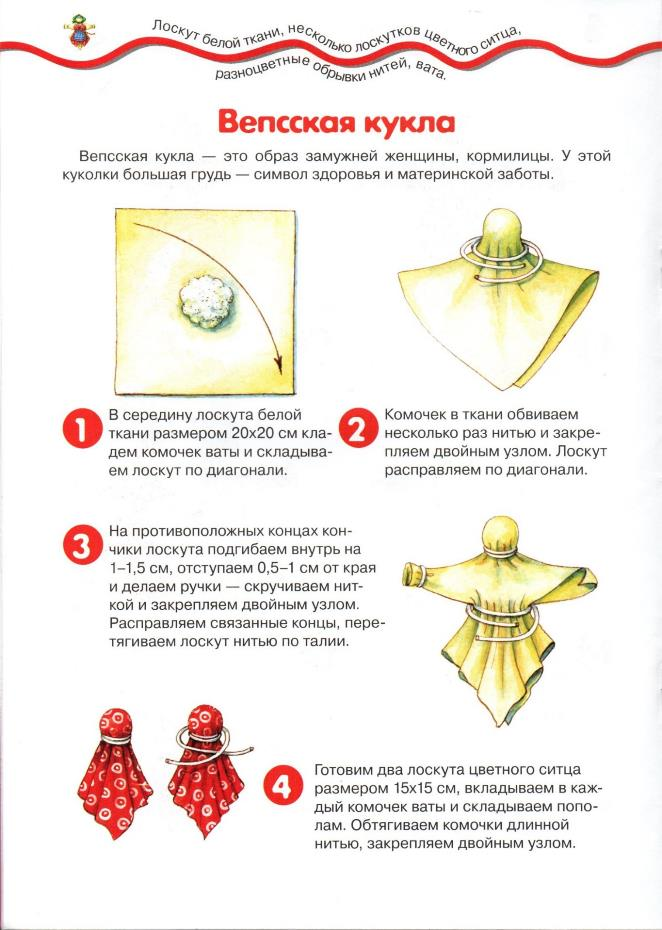 Лоскут белой ткани, несколько лоскутков цветного ситца,
разноцветные обрывки нитей, вата.
Вепсская кукла
Вепсская кукла — это образ замужней женщины, кормилицы. У этой
куколки большая грудь — символ здоровья и материнской заботы.
1
В середину лоскута белой
ткани размером 20х20 см кла-
дем комочек ваты и складыва-
ем лоскут по диагонали.
2
Комочек в ткани обвиваем
несколько раз нитью и закре-
пляем двойным узлом. Лоскут
расправляем по диагонали.
3
На противоположных концах кон-
чики лоскута подгибаем внутрь на
1–1,5 см, отступаем 0,5–1 см от края
и делаем ручки — скручиваем нит-
кой и закрепляем двойным узлом.
Расправляем связанные концы, пере-
тягиваем лоскут нитью по талии.
4
Готовим два лоскута цветного ситца
размером 15х15 см, вкладываем в каж-
дый комочек ваты и складываем попо-
лам. Обтягиваем комочки длинной
нитью, закрепляем двойным узлом.